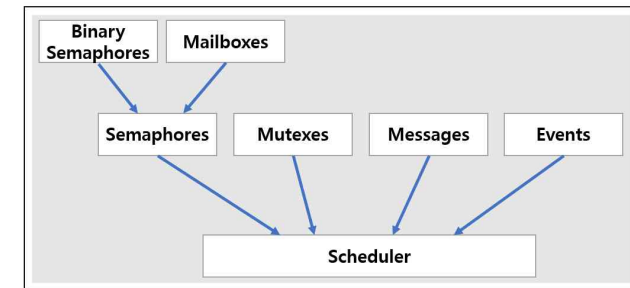 Binary
Semaphores
Mailboxes
Semaphores
Mutexes
Messages
Events
Scheduler